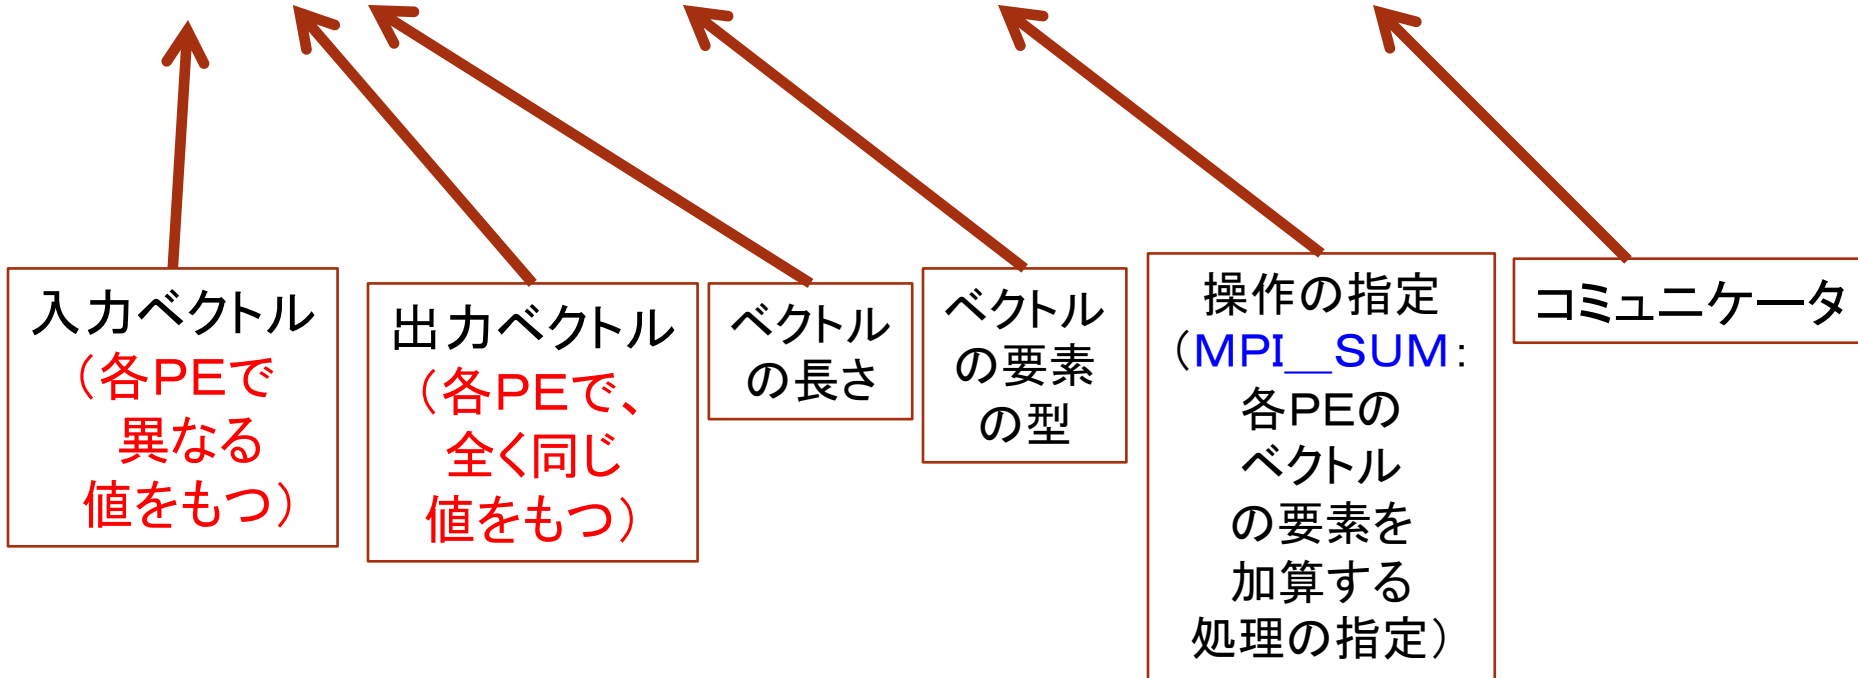 入力ベクトル
（各ＰＥで
異なる
値をもつ）
出力ベクトル
（各ＰＥで、
全く同じ
値をもつ）
ベクトル
の長さ
ベクトル
の要素
の型
操作の指定
（ＭＰＩ＿ＳＵＭ：
各ＰＥの
ベクトル
の要素を
加算する
処理の指定）
コミュニケータ